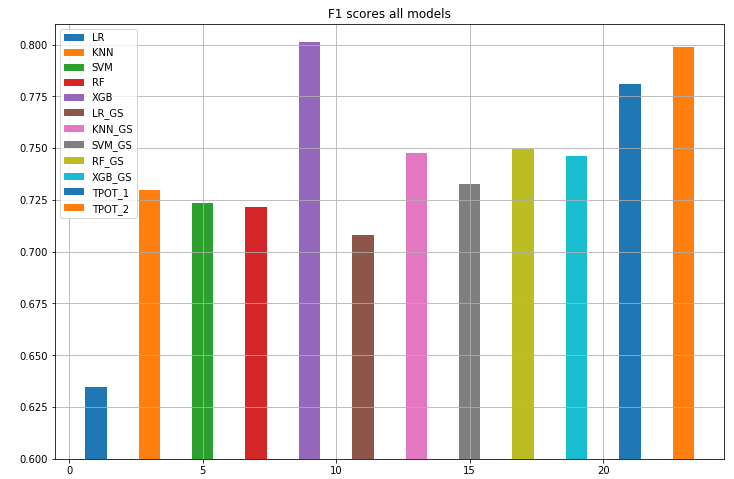 F1 scores all models
LR
KNN
SVM
RF
XGB
LR_GS
KNN_GS
SVM_GS
RF_GS
XGB_GS
TPOT_1
TPOT_2
0.800
0.775
0.750
0.725
0.700
0.675
0.650
0.625
0.600
0 5 10 15 20